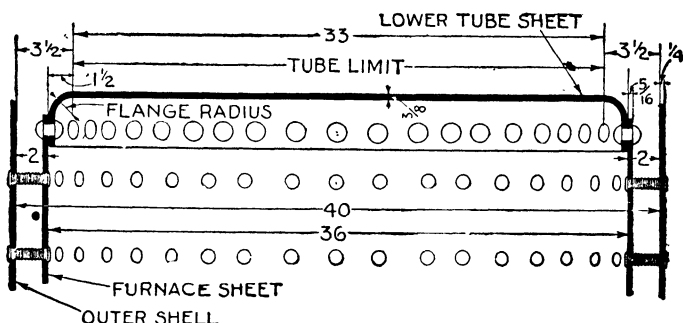 LOWER TUBE SHEET
33
3½ 3½ ¼
TUBE LIMIT
1½ 5/16
FLANGE RADIUS 3/8
2 2
40
36
FURNACE SHEET
OUTER SHELL